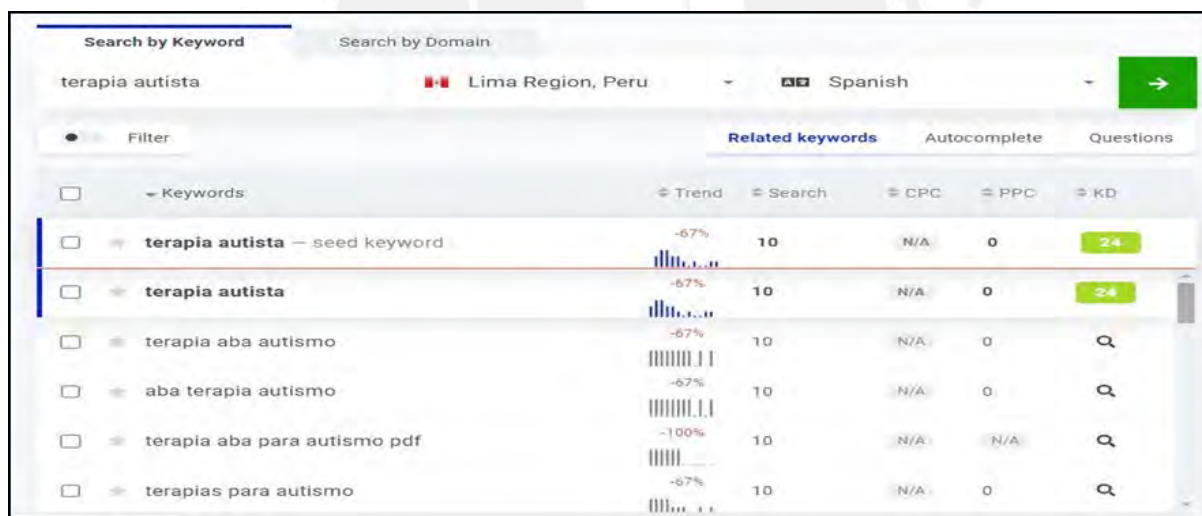 Search by Keyword Search by Domain
terapia autísta Lima Region, Peru Spanish
Filter Related keywords Autocomplete Questions
Keywords Trend Search CPC PPC KD
terapia autista — seed keyword -67% 10 N/A 0 24
terapia autista -67% 10 N/A 0 24
terapia aba autismo -67% 10 N/A 0
aba terapia autismo -67% 10 N/A 0
terapia aba para autismo pdf -100% 10 N/A N/A
terapias para autismo -67% 10 N/A 0